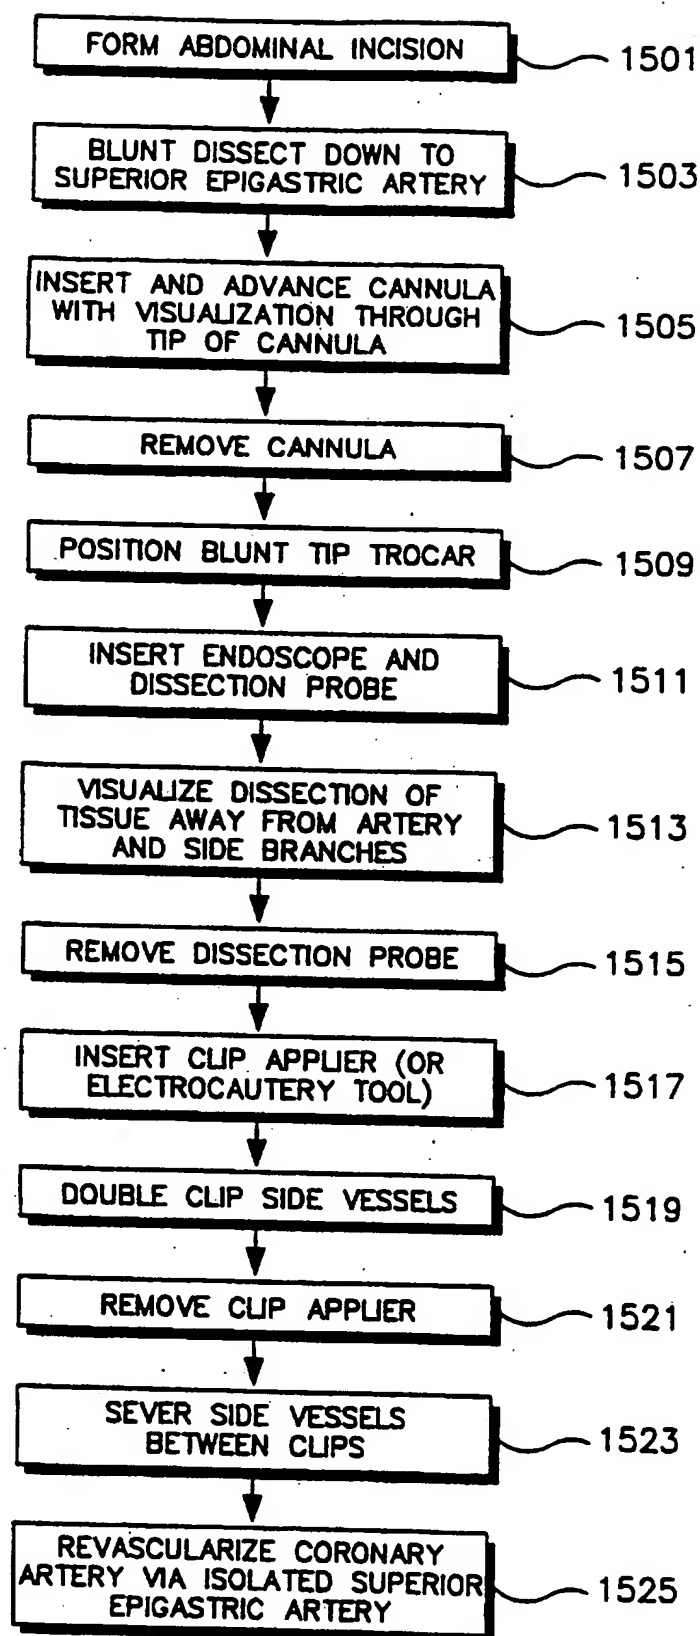 FORM ABDOMINAL INCISION
1501
BLUNT DISSECT DOWN TO
SUPERIOR EPIGASTRIC ARTERY
1503
INSERT AND ADVANCE CANNULA
WITH VISUALIZATION THROUGH
TIP OF CANNULA
1505
REMOVE CANNULA
1507
POSITION BLUNT TIP TROCAR
1509
INSERT ENDOSCOPE AND
DISSECTION PROBE
1511
VISUALIZE DISSECTION OF
TISSUE AWAY FROM ARTERY
AND SIDE BRANCHES
1513
REMOVE DISSECTION PROBE
1515
INSERT CLIP APPLIER (OR
ELECTROCAUTERY TOOL)
1517
DOUBLE CLIP SIDE VESSELS
1519
REMOVE CLIP APPLIER
1521
SEVER SIDE VESSELS
BETWEEN CLIPS
1523
REVASCULARIZE CORONARY
ARTERY VIA ISOLATED SUPERIOR
EPIGASTRIC ARTERY
1525